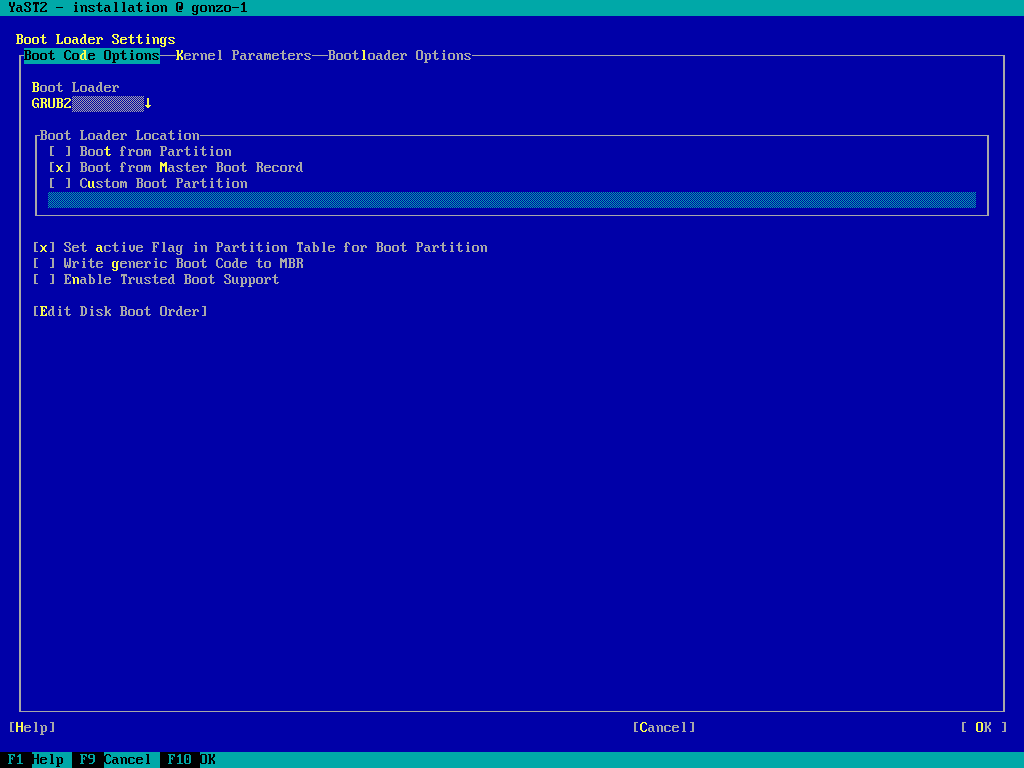 YaST2 - installation @ gonzo-1
Boot Loader Settings
Boot Code Options Kernel Parameters Bootloader Options
Boot Loader
GRUB2 ↓
Boot Loader Location
[ ] Boot from Partition
[x] Boot from Master Boot Record
[ ] Custom Boot Partition
[x] Set active Flag in Partition Table for Boot Partition
[ ] Write generic Boot Code to MBR
[ ] Enable Trusted Boot Support
[Edit Disk Boot Order]
[Help] [Cancel] [ OK ]
F1 Help F9 Cancel F10 OK